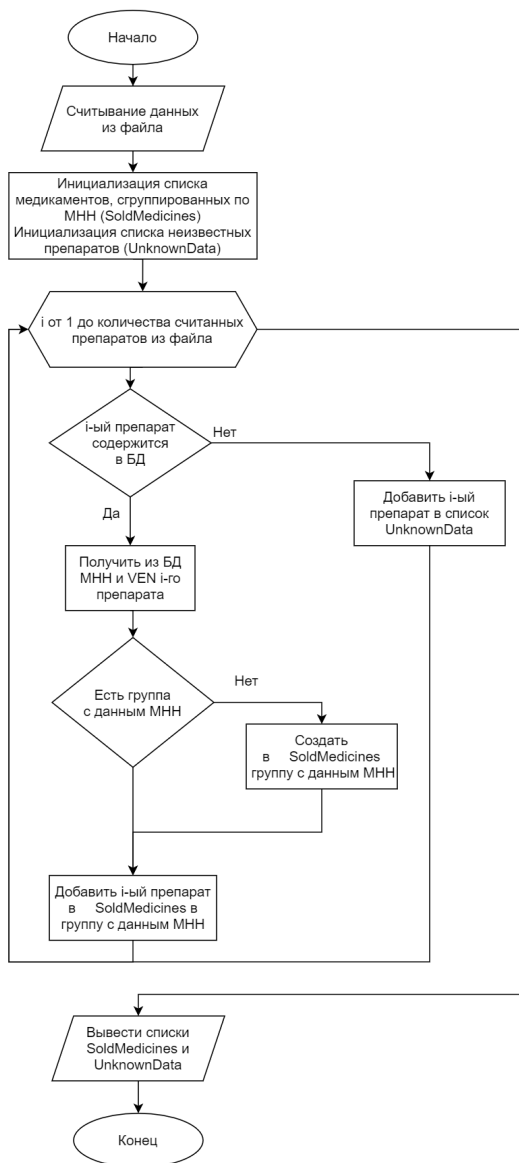 Начало
Считывание данных
из файла
Инициализация списка
медикаментов, сгруппированных по
МНН (SoldMedicines)
Инициализация списка неизвестных
препаратов (UnknownData)
i от 1 до количества считанных
препаратов из файла
i-ый препарат
содержится
в БД
Нет
Добавить i-ый
препарат в список
UnknownData
Да
Получить из БД
МНН и VEN i-го
препарата
Есть группа
с данным МНН
Нет
Создать
в SoldMedicines
группу с данным МНН
Добавить i-ый препарат
в SoldMedicines в
группу с данным МНН
Вывести списки
SoldMedicines и
UnknownData
Конец